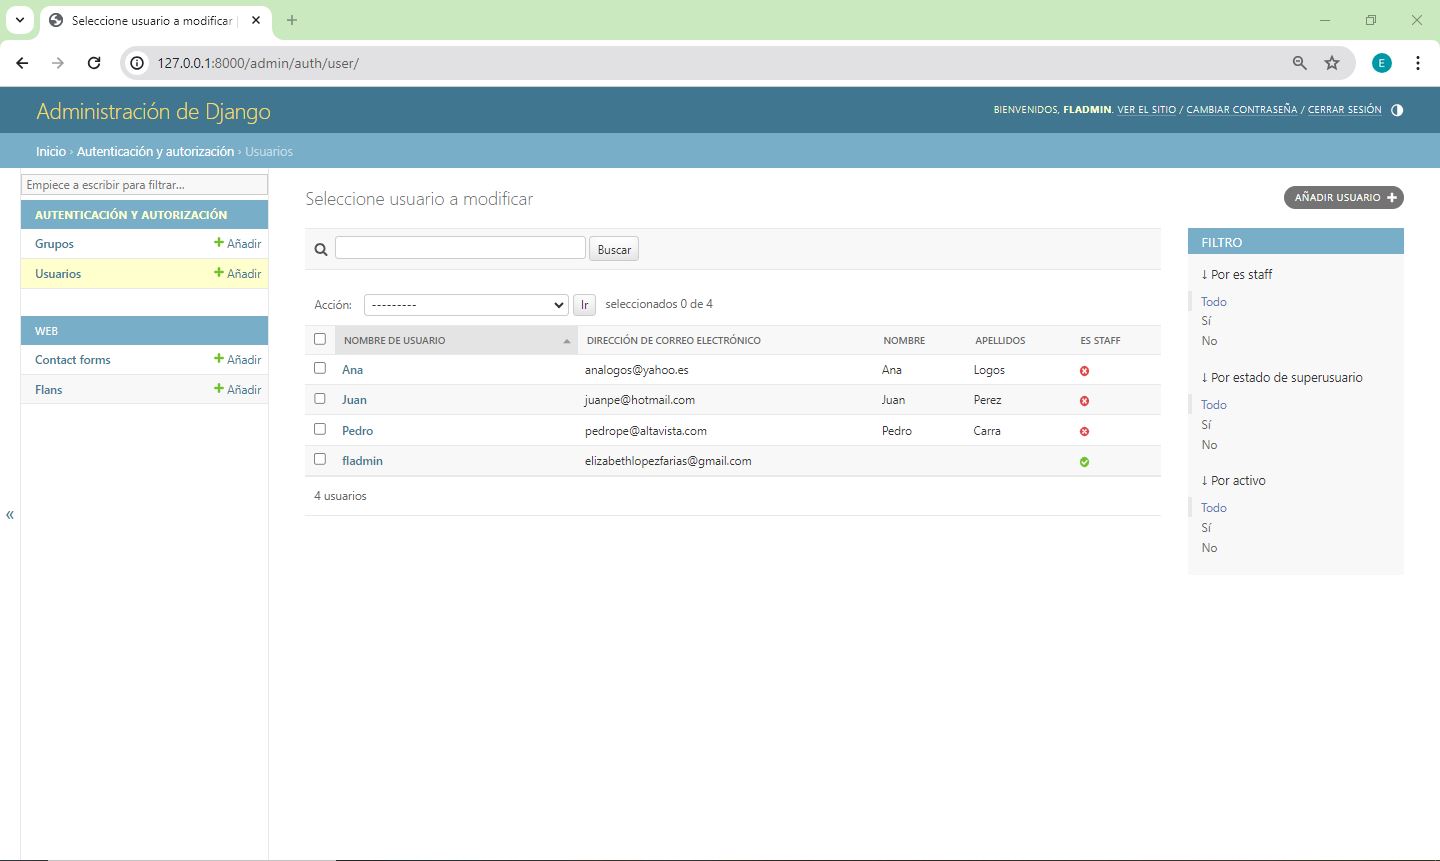 Seleccione usuario a modificar
127.0.0.1:8000/admin/auth/user/
E
Administración de Django
BIENVENIDOS, FLADMIN. VER EL SITIO / CAMBIAR CONTRASEÑA / CERRAR SESIÓN
Inicio › Autenticación y autorización › Usuarios
Empiece a escribir para filtrar...
AUTENTICACIÓN Y AUTORIZACIÓN
Grupos + Añadir
Usuarios + Añadir
WEB
Contact forms + Añadir
Flans + Añadir
«
Seleccione usuario a modificar
AÑADIR USUARIO +
Buscar
Acción: --------- Ir seleccionados 0 de 4
NOMBRE DE USUARIO DIRECCIÓN DE CORREO ELECTRÓNICO NOMBRE APELLIDOS ES STAFF
Ana analogos@yahoo.es Ana Logos
Juan juanpe@hotmail.com Juan Perez
Pedro pedrope@altavista.com Pedro Carra
fladmin elizabethlopezfarias@gmail.com
4 usuarios
FILTRO
↓ Por es staff
Todo
Sí
No
↓ Por estado de superusuario
Todo
Sí
No
↓ Por activo
Todo
Sí
No